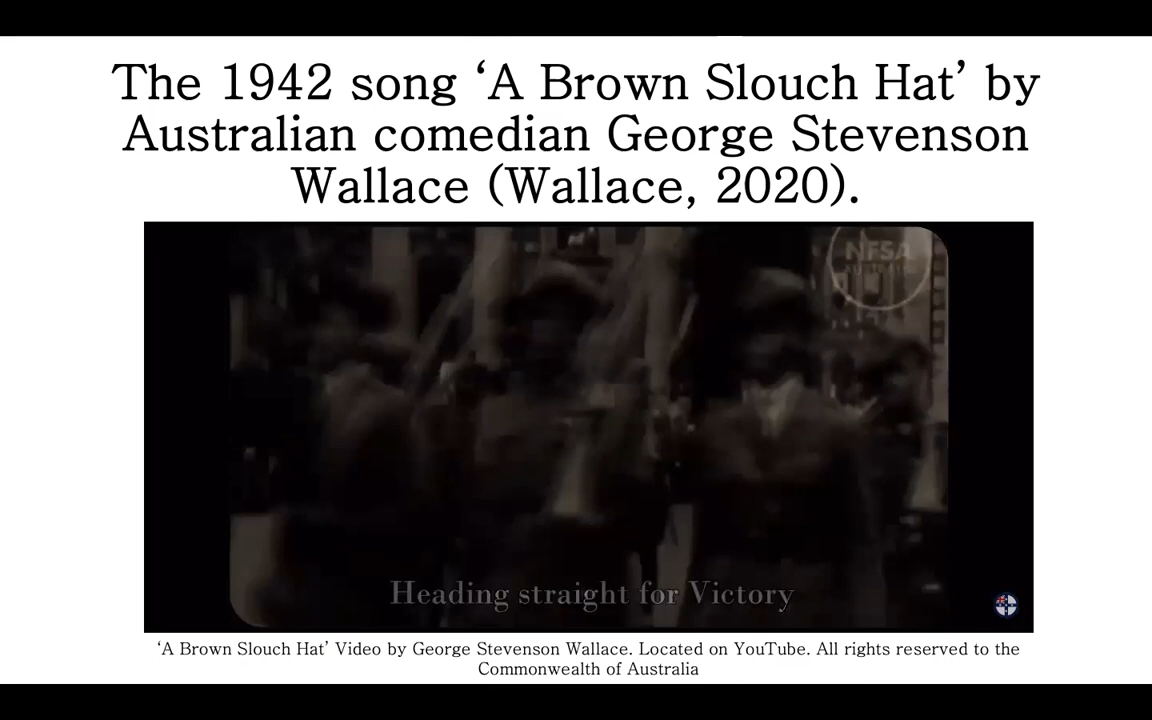 The 1942 song ‘A Brown Slouch Hat’ by
Australian comedian George Stevenson
Wallace (Wallace, 2020).
NFSA
Heading straight for Victory
‘A Brown Slouch Hat’ Video by George Stevenson Wallace. Located on YouTube. All rights reserved to the
Commonwealth of Australia